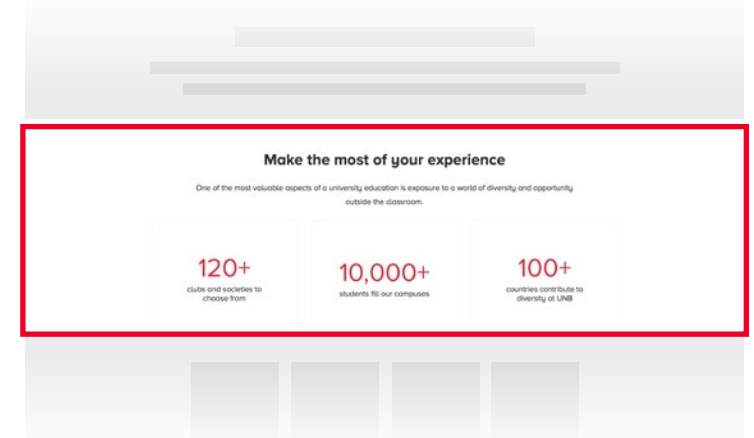 Make the most of your experience
One of the most valuable aspects of a university education is exposure to a world of diversity and opportunity
outside the classroom.
120+
clubs and societies to
choose from
10,000+
students fill our campuses
100+
countries contribute to
diversity at UNB